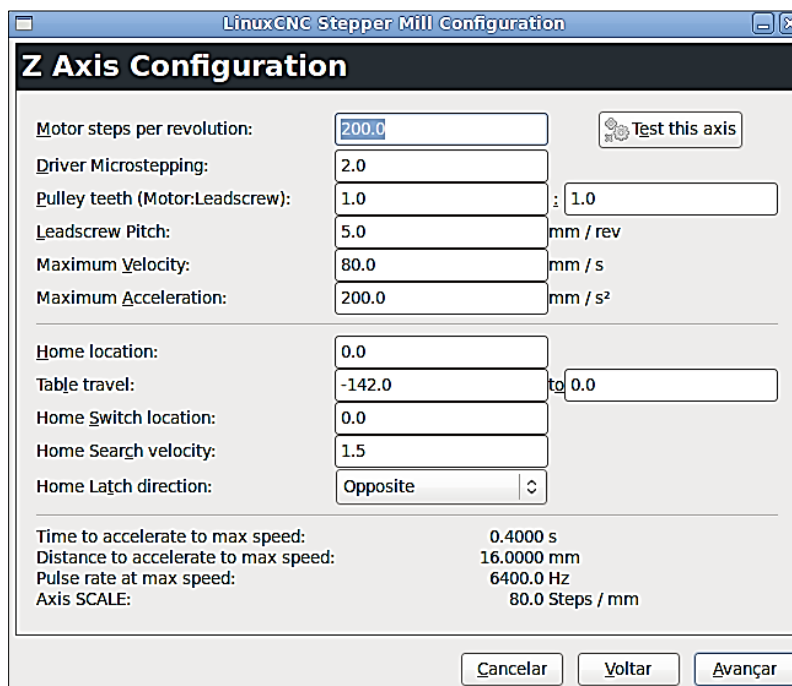 LinuxCNC Stepper Mill Configuration
Z Axis Configuration
Motor steps per revolution: 200.0 Test this axis
Driver Microstepping: 2.0
Pulley teeth (Motor:Leadscrew): 1.0 : 1.0
Leadscrew Pitch: 5.0 mm / rev
Maximum Velocity: 80.0 mm / s
Maximum Acceleration: 200.0 mm / s²
Home location: 0.0
Table travel: -142.0 to 0.0
Home Switch location: 0.0
Home Search velocity: 1.5
Home Latch direction: Opposite
Time to accelerate to max speed: 0.4000 s
Distance to accelerate to max speed: 16.0000 mm
Pulse rate at max speed: 6400.0 Hz
Axis SCALE: 80.0 Steps / mm
Cancelar Voltar Avançar